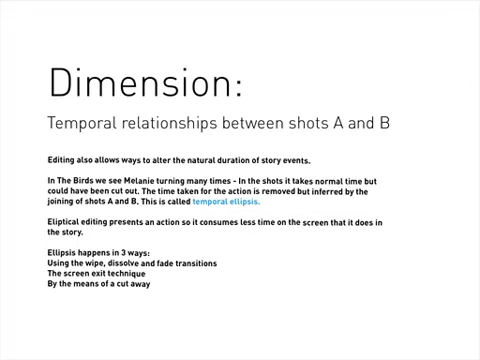 Dimension:
Temporal relationships between shots A and B
Editing also allows ways to alter the natural duration of story events.
In The Birds we see Melanie turning many times - In the shots it takes normal time but
could have been cut out. The time taken for the action is removed but inferred by the
joining of shots A and B. This is called temporal ellipsis.
Eliptical editing presents an action so it consumes less time on the screen that it does in
the story.
Ellipsis happens in 3 ways:
Using the wipe, dissolve and fade transitions
The screen exit technique
By the means of a cut away